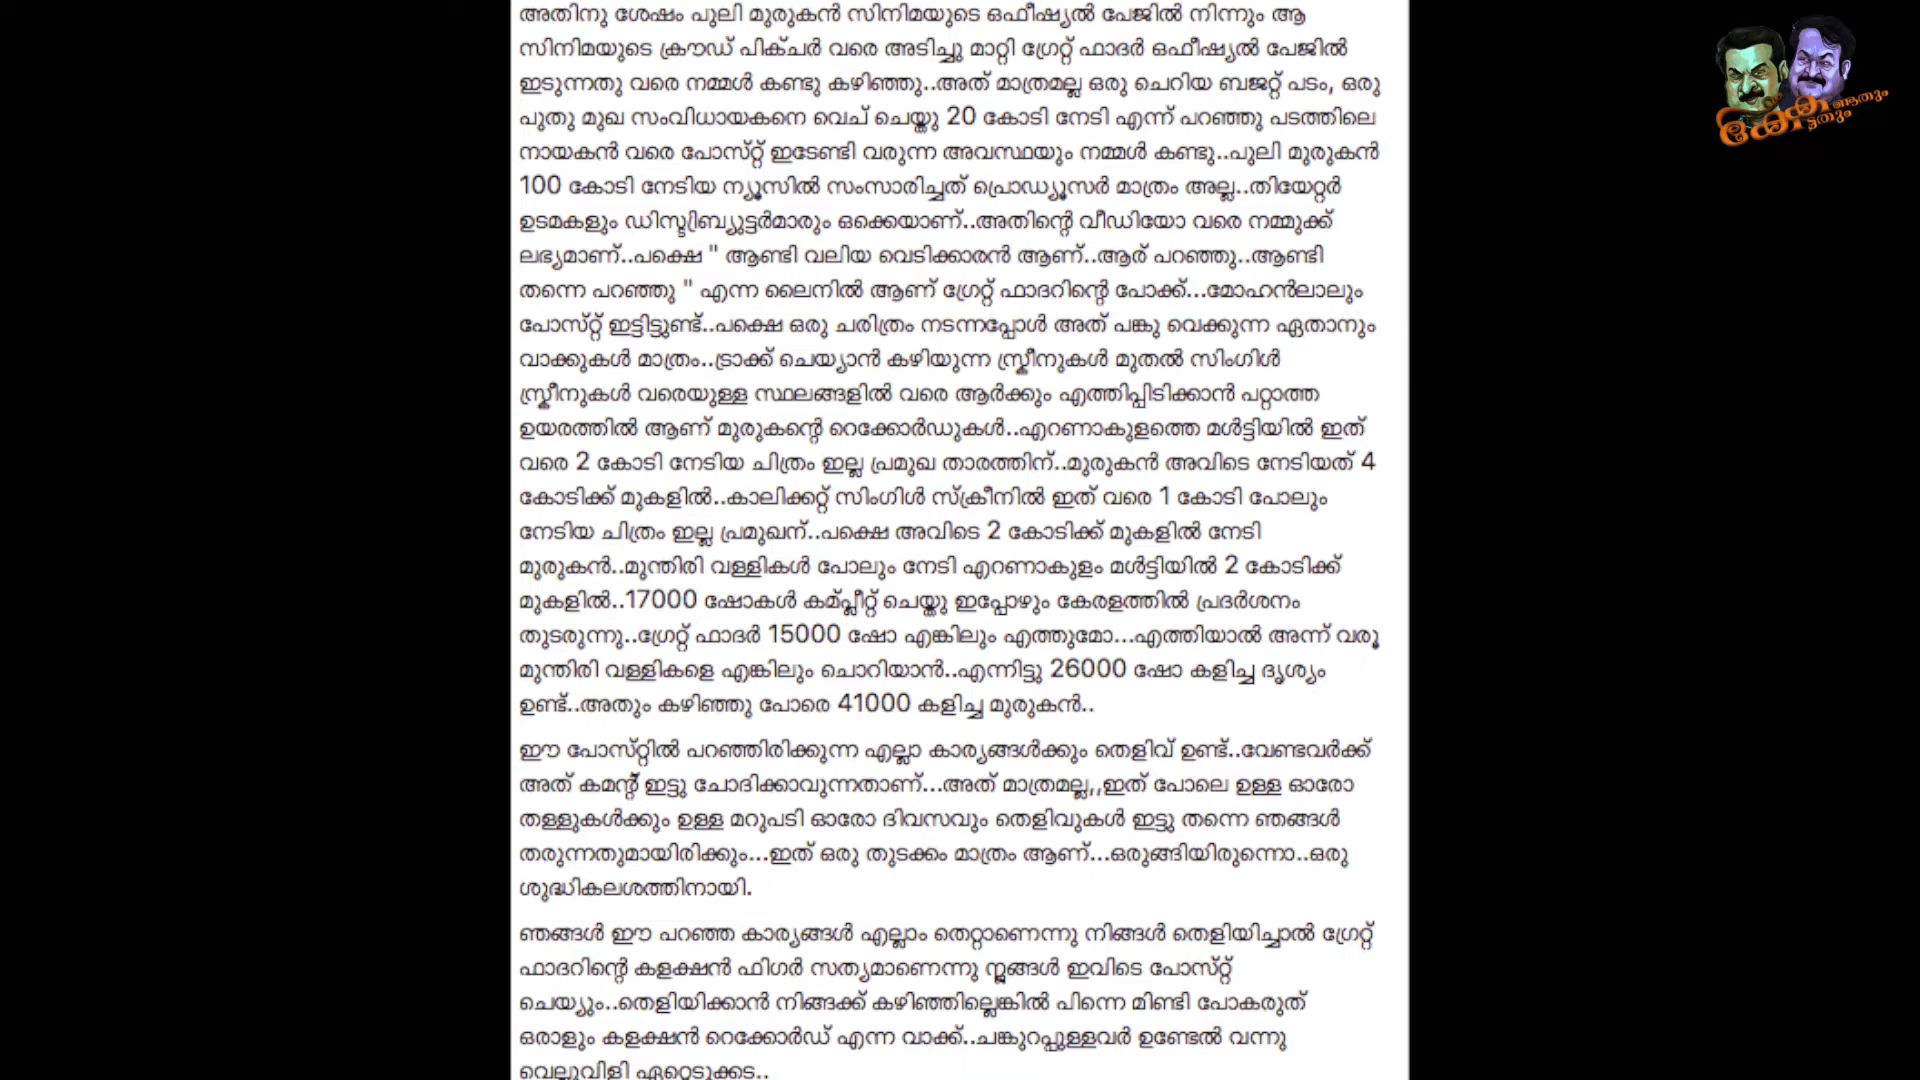 അതിനു ശേഷം പുലി മുരുകൻ സിനിമയുടെ ഒഫീഷ്യൽ പേജിൽ നിന്നും ആ
സിനിമയുടെ ക്രൗഡ് പിക്ചർ വരെ അടിച്ചു മാറ്റി ഗ്രേറ്റ് ഫാദർ ഒഫീഷ്യൽ പേജിൽ
ഇടുന്നതു വരെ നമ്മൾ കണ്ടു കഴിഞ്ഞു..അത് മാത്രമല്ല ഒരു ചെറിയ ബജറ്റ് പടം, ഒരു
പുതു മുഖ സംവിധായകനെ വെച് ചെയ്തു 20 കോടി നേടി എന്ന് പറഞ്ഞു പടത്തിലെ
നായകൻ വരെ പോസ്റ്റ് ഇടേണ്ടി വരുന്ന അവസ്ഥയും നമ്മൾ കണ്ടു..പുലി മുരുകൻ
100 കോടി നേടിയ ന്യൂസിൽ സംസാരിച്ചത് പ്രൊഡ്യൂസർ മാത്രം അല്ല..തിയേറ്റർ
ഉടമകളും ഡിസ്ട്രിബ്യുട്ടർമാരും ഒക്കെയാണ്..അതിന്റെ വീഡിയോ വരെ നമ്മുക്ക്
ലഭ്യമാണ്..പക്ഷെ " ആണ്ടി വലിയ വെടിക്കാരൻ ആണ്..ആര് പറഞ്ഞു..ആണ്ടി
തന്നെ പറഞ്ഞു " എന്ന ലൈനിൽ ആണ് ഗ്രേറ്റ് ഫാദറിന്റെ പോക്ക്...മോഹൻലാലും
പോസ്റ്റ് ഇട്ടിട്ടുണ്ട്..പക്ഷെ ഒരു ചരിത്രം നടന്നപ്പോൾ അത് പങ്കു വെക്കുന്ന ഏതാനും
വാക്കുകൾ മാത്രം..ട്രാക്ക് ചെയ്യാൻ കഴിയുന്ന സ്ക്രീനുകൾ മുതൽ സിംഗിൾ
സ്ക്രീനുകൾ വരെയുള്ള സ്ഥലങ്ങളിൽ വരെ ആർക്കും എത്തിപ്പിടിക്കാൻ പറ്റാത്ത
ഉയരത്തിൽ ആണ് മുരുകന്റെ റെക്കോർഡുകൾ..എറണാകുളത്തെ മൾട്ടിയിൽ ഇത്
വരെ 2 കോടി നേടിയ ചിത്രം ഇല്ല പ്രമുഖ താരത്തിന്..മുരുകൻ അവിടെ നേടിയത് 4
കോടിക്ക് മുകളിൽ..കാലിക്കറ്റ് സിംഗിൾ സ്ക്രീനിൽ ഇത് വരെ 1 കോടി പോലും
നേടിയ ചിത്രം ഇല്ല പ്രമുഖന്..പക്ഷെ അവിടെ 2 കോടിക്ക് മുകളിൽ നേടി
മുരുകൻ..മുന്തിരി വള്ളികൾ പോലും നേടി എറണാകുളം മൾട്ടിയിൽ 2 കോടിക്ക്
മുകളിൽ..17000 ഷോകൾ കമ്പ്ലീറ്റ് ചെയ്തു ഇപ്പോഴും കേരളത്തിൽ പ്രദർശനം
തുടരുന്നു..ഗ്രേറ്റ് ഫാദർ 15000 ഷോ എങ്കിലും എത്തുമോ...എത്തിയാൽ അന്ന് വരൂ
മുന്തിരി വള്ളികളെ എങ്കിലും ചൊറിയാൻ..എന്നിട്ടു 26000 ഷോ കളിച്ച ദൃശ്യം
ഉണ്ട്..അതും കഴിഞ്ഞു പോരെ 41000 കളിച്ച മുരുകൻ..
ഈ പോസ്റ്റിൽ പറഞ്ഞിരിക്കുന്ന എല്ലാ കാര്യങ്ങൾക്കും തെളിവ് ഉണ്ട്..വേണ്ടവർക്ക്
അത് കമന്റ് ഇട്ടു ചോദിക്കാവുന്നതാണ്...അത് മാത്രമല്ല,,ഇത് പോലെ ഉള്ള ഓരോ
തള്ളുകൾക്കും ഉള്ള മറുപടി ഓരോ ദിവസവും തെളിവുകൾ ഇട്ടു തന്നെ ഞങ്ങൾ
തരുന്നതുമായിരിക്കും...ഇത് ഒരു തുടക്കം മാത്രം ആണ്...ഒരുങ്ങിയിരുന്നൊ..ഒരു
ശുദ്ധികലശത്തിനായി.
ഞങ്ങൾ ഈ പറഞ്ഞ കാര്യങ്ങൾ എല്ലാം തെറ്റാണെന്നു നിങ്ങൾ തെളിയിച്ചാൽ ഗ്രേറ്റ്
ഫാദറിന്റെ കളക്ഷൻ ഫിഗർ സത്യമാണെന്നു ന്യൂങ്ങൾ ഇവിടെ പോസ്റ്റ്
ചെയ്യും..തെളിയിക്കാൻ നിങ്ങക്ക് കഴിഞ്ഞില്ലെങ്കിൽ പിന്നെ മിണ്ടി പോകരുത്
ഒരാളും കളക്ഷൻ റെക്കോർഡ് എന്ന വാക്ക്..ചങ്കുറപ്പുള്ളവർ ഉണ്ടേൽ വന്നു
വെല്ലുവിളി ഏറ്റെടുക്കട..